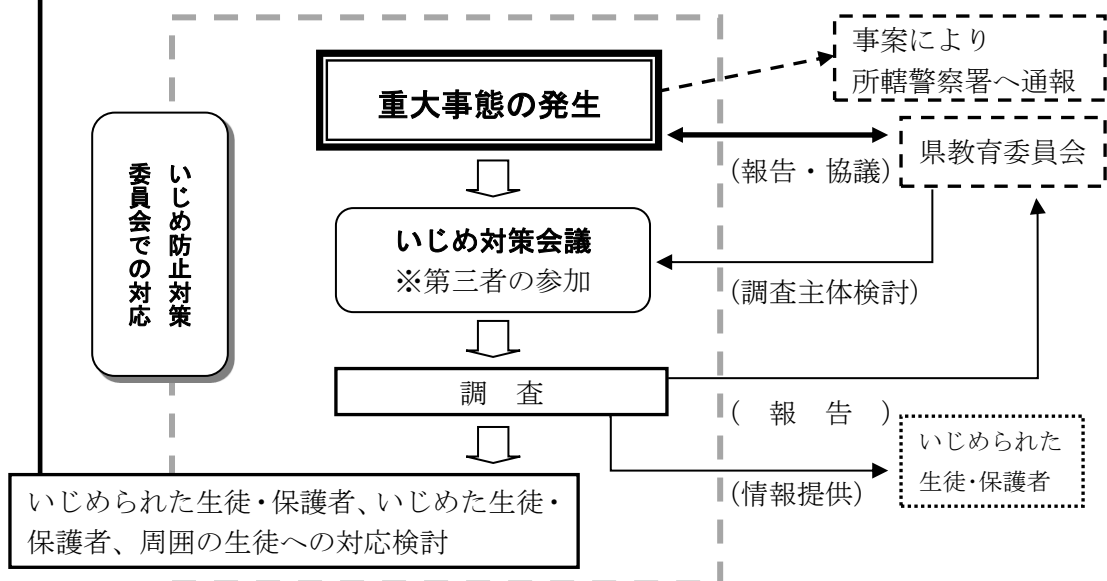 事案により
所轄警察署へ通報
重大事態の発生
県教育委員会
(報告・協議)
いじめ防止対策
委員会での対応
いじめ対策会議
※第三者の参加
(調査主体検討)
調　査
(　報　告　)
いじめられた
生徒・保護者
(情報提供)
いじめられた生徒・保護者、いじめた生徒・
保護者、周囲の生徒への対応検討